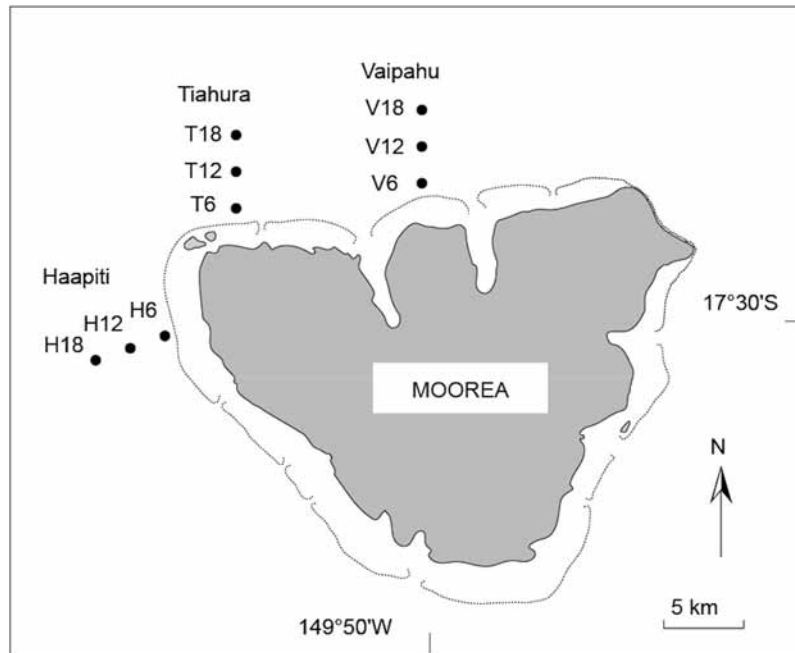 Vaipahu
V18
V12
V6
Tiahura
T18
T12
T6
Haapiti
H6
H12
H18
17°30'S
MOOREA
N
5 km
149°50'W